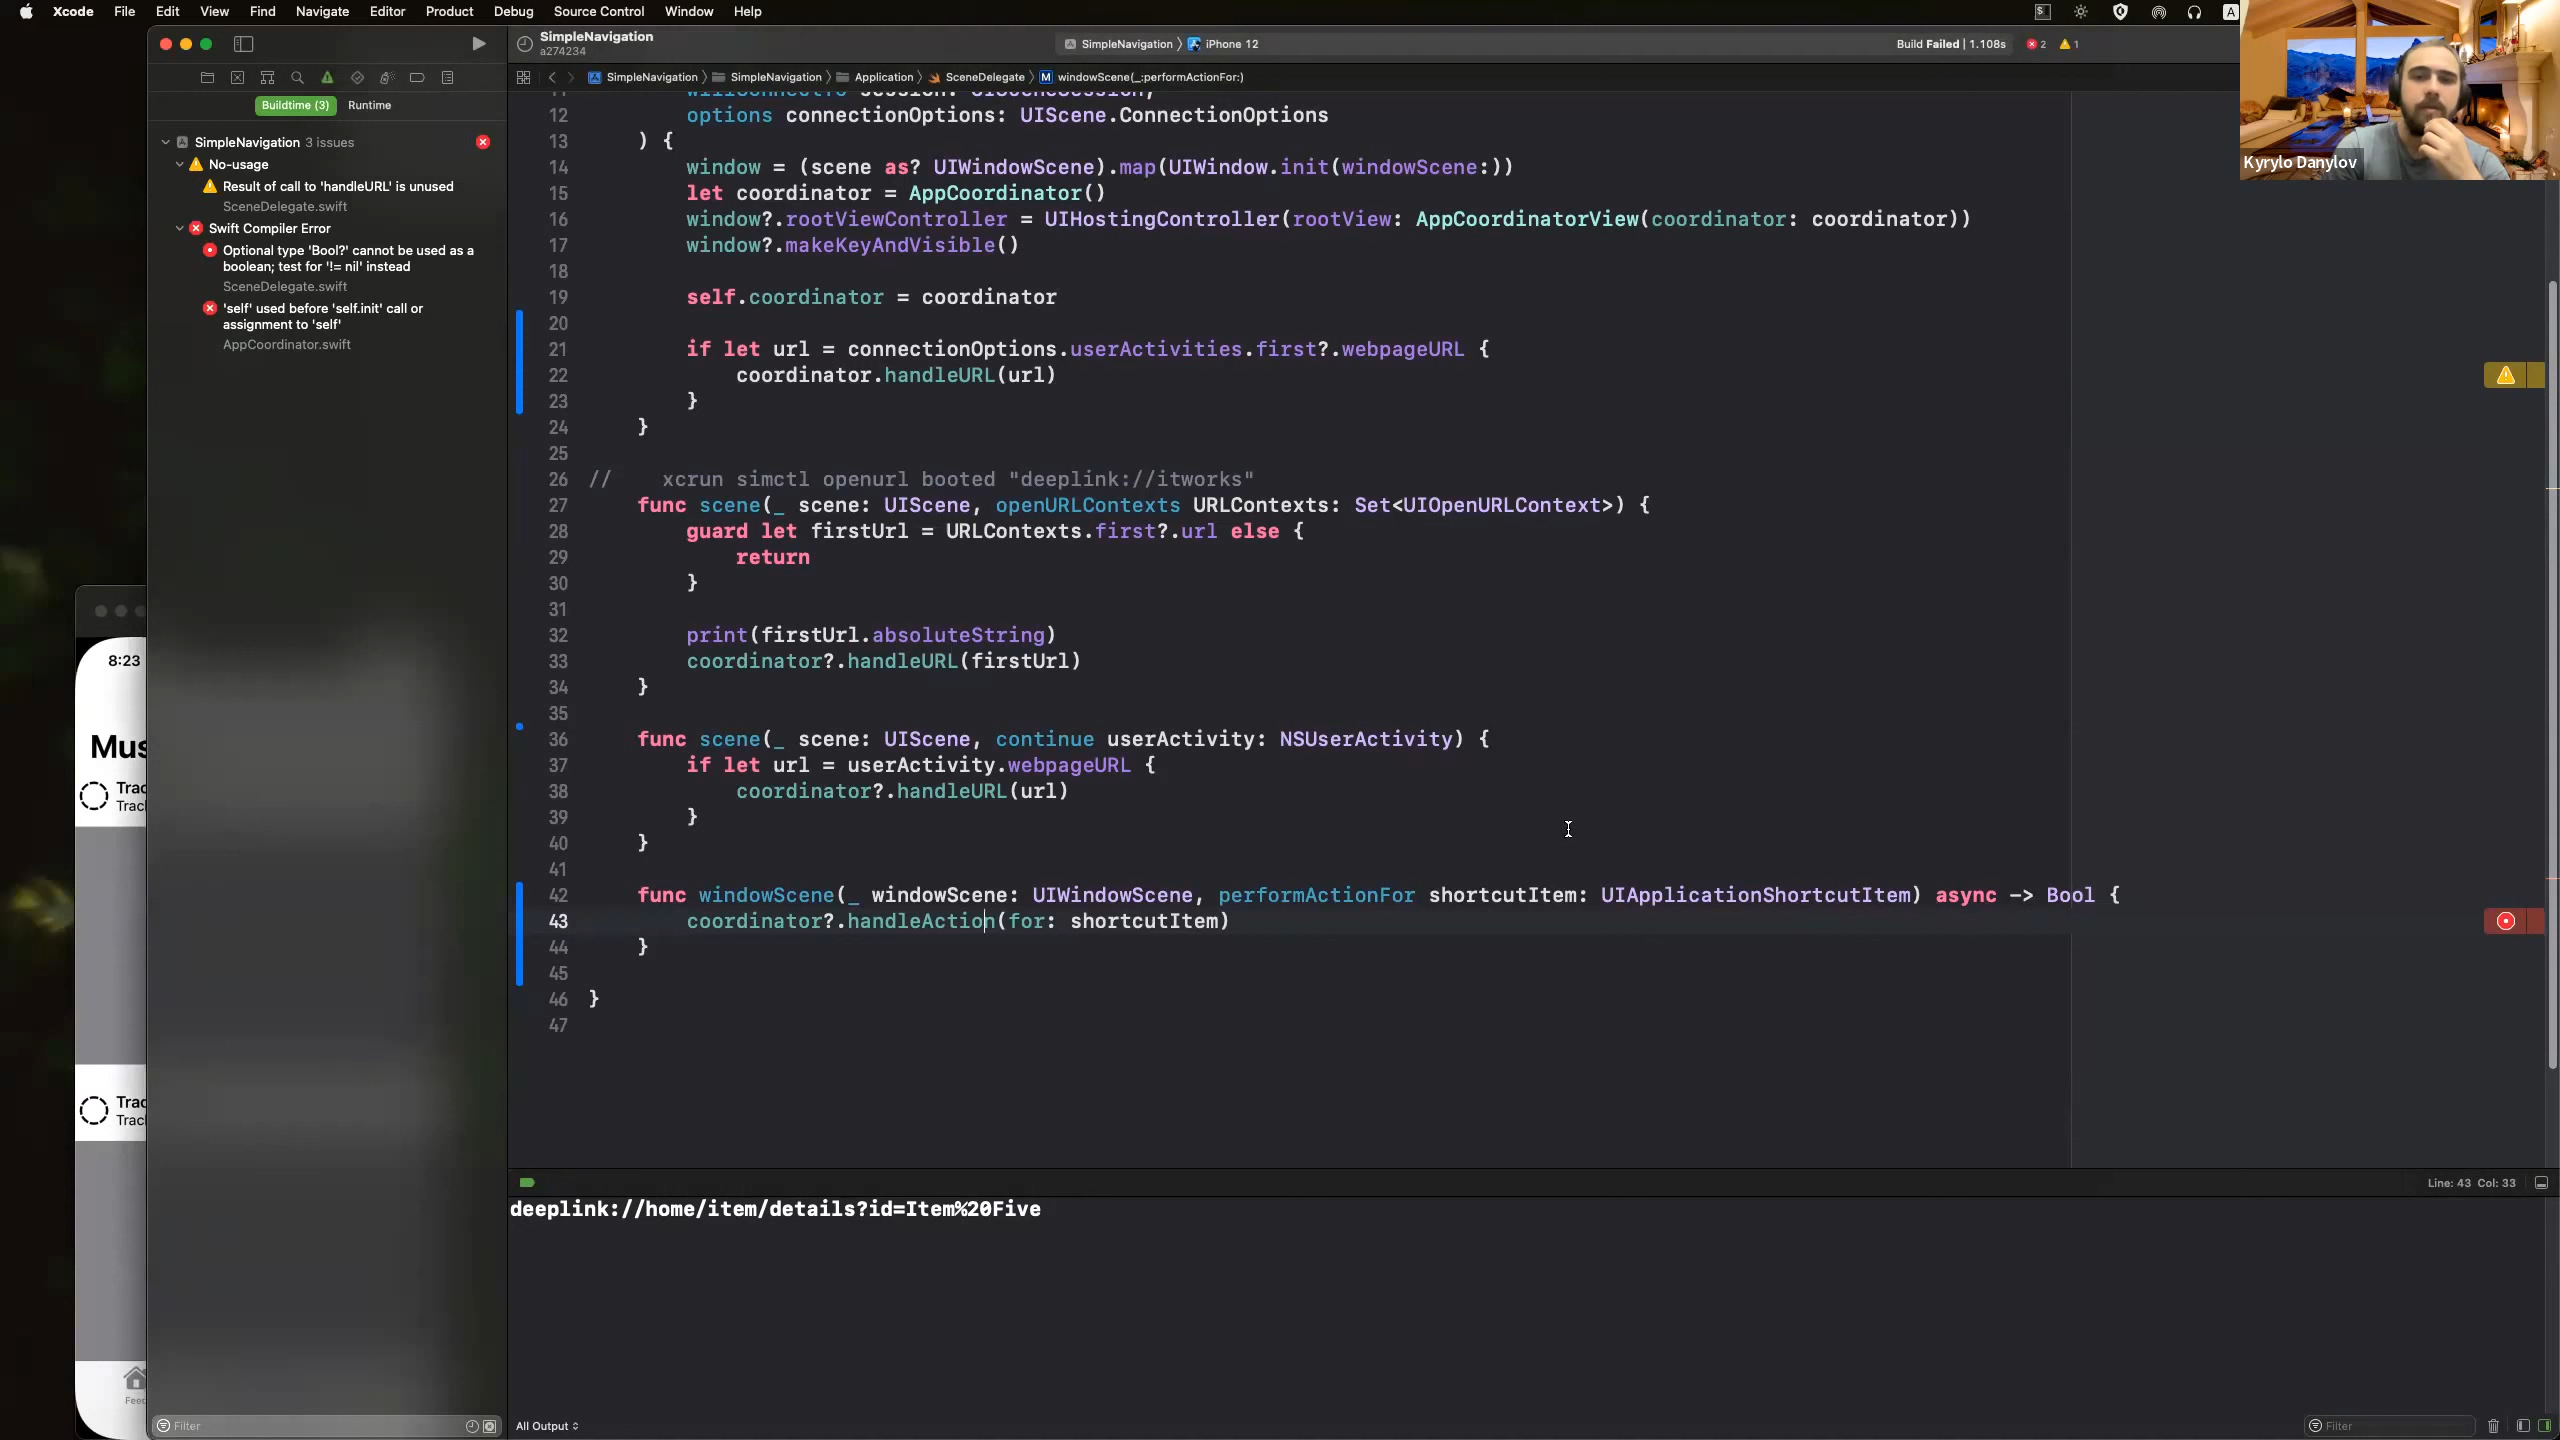 Xcode File Edit View Find Navigate Editor Product Debug Source Control Window Help
A
SimpleNavigation
a274234
SimpleNavigation 〉 iPhone 12
Build Failed | 1.108s
2
1
SimpleNavigation 〉 SimpleNavigation 〉 Application 〉 SceneDelegate 〉 M windowScene(_:performActionFor:)
Buildtime (3) Runtime
SimpleNavigation 3 issues
No-usage
Result of call to 'handleURL' is unused
SceneDelegate.swift
Swift Compiler Error
Optional type 'Bool?' cannot be used as a
boolean; test for '!= nil' instead
SceneDelegate.swift
'self' used before 'self.init' call or
assignment to 'self'
AppCoordinator.swift
Filter
8:23
Mus
Trac
Track
Trac
Track
Kyrylo Danylov
11 willConnectTo session: UISceneSession,
12 options connectionOptions: UIScene.ConnectionOptions
13 ) {
14 window = (scene as? UIWindowScene).map(UIWindow.init(windowScene:))
15 let coordinator = AppCoordinator()
16 window?.rootViewController = UIHostingController(rootView: AppCoordinatorView(coordinator: coordinator))
17 window?.makeKeyAndVisible()
18
19 self.coordinator = coordinator
20
21 if let url = connectionOptions.userActivities.first?.webpageURL {
22 coordinator.handleURL(url)
23 }
24 }
25
26 // xcrun simctl openurl booted "deeplink://itworks"
27 func scene(_ scene: UIScene, openURLContexts URLContexts: Set<UIOpenURLContext>) {
28 guard let firstUrl = URLContexts.first?.url else {
29 return
30 }
31
32 print(firstUrl.absoluteString)
33 coordinator?.handleURL(firstUrl)
34 }
35
36 func scene(_ scene: UIScene, continue userActivity: NSUserActivity) {
37 if let url = userActivity.webpageURL {
38 coordinator?.handleURL(url)
39 }
40 }
41
42 func windowScene(_ windowScene: UIWindowScene, performActionFor shortcutItem: UIApplicationShortcutItem) async -> Bool {
43 coordinator?.handleAction(for: shortcutItem)
44 }
45
46 }
47
Line: 43 Col: 33
deeplink://home/item/details?id=Item%20Five
All Output
Filter